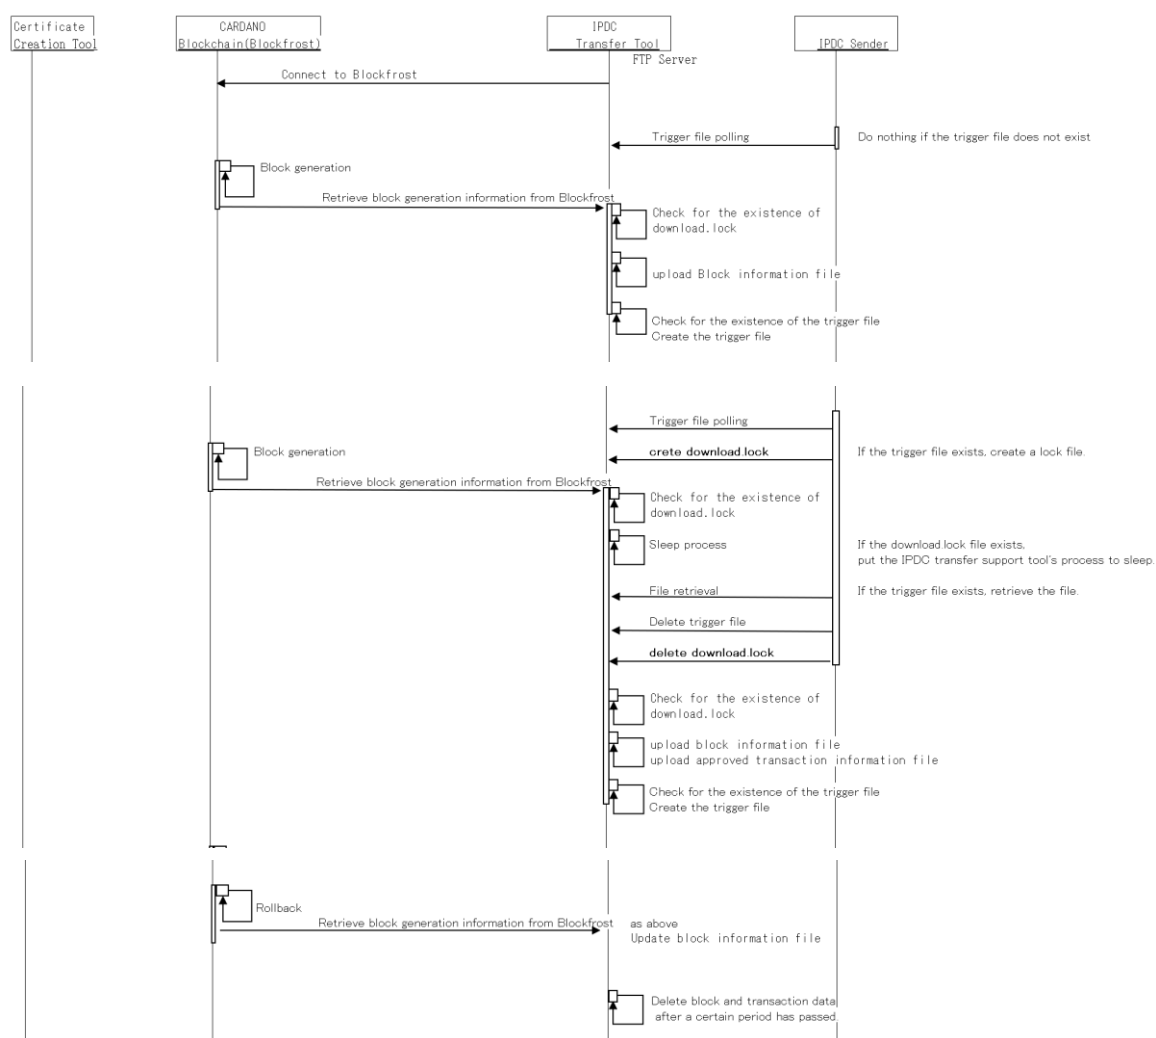 Certificate
Creation Tool
CARDANO
Blockchain(Blockfrost)
IPDC
Transfer Tool
FTP Server
IPDC Sender
Connect to Blockfrost
Trigger file polling
Do nothing if the trigger file does not exist
Block generation
Retrieve block generation information from Blockfrost
Check for the existence of
download.lock
upload Block information file
Check for the existence of the trigger file
Create the trigger file
Trigger file polling
Block generation
crete download.lock
If the trigger file exists, create a lock file.
Retrieve block generation information from Blockfrost
Check for the existence of
download.lock
Sleep process
If the download.lock file exists,
put the IPDC transfer support tool's process to sleep.
File retrieval
If the trigger file exists, retrieve the file.
Delete trigger file
delete download.lock
Check for the existence of
download.lock
upload block information file
upload approved transaction information file
Check for the existence of the trigger file
Create the trigger file
Rollback
Retrieve block generation information from Blockfrost
as above
Update block information file
Delete block and transaction data
after a certain period has passed